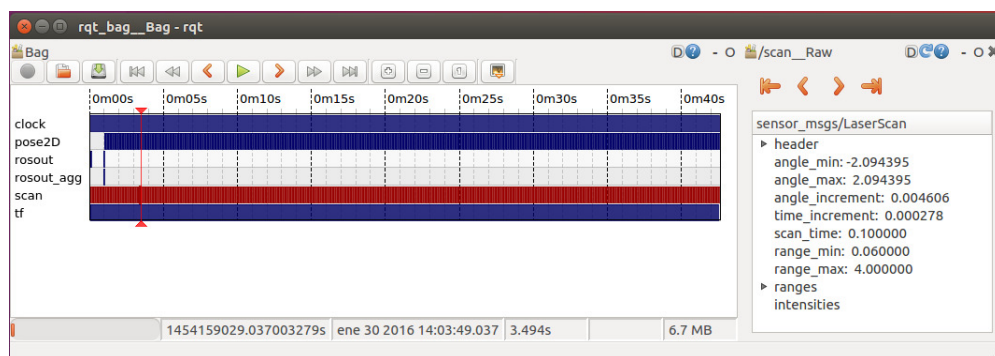 rqt_bag__Bag - rqt
Bag
D ? - O
/scan__Raw
D C ? - O ✖
0m00s 0m05s 0m10s 0m15s 0m20s 0m25s 0m30s 0m35s 0m40s
clock
pose2D
rosout
rosout_agg
scan
tf
sensor_msgs/LaserScan
header
angle_min: -2.094395
angle_max: 2.094395
angle_increment: 0.004606
time_increment: 0.000278
scan_time: 0.100000
range_min: 0.060000
range_max: 4.000000
ranges
intensities
1454159029.037003279s ene 30 2016 14:03:49.037 3.494s 6.7 MB